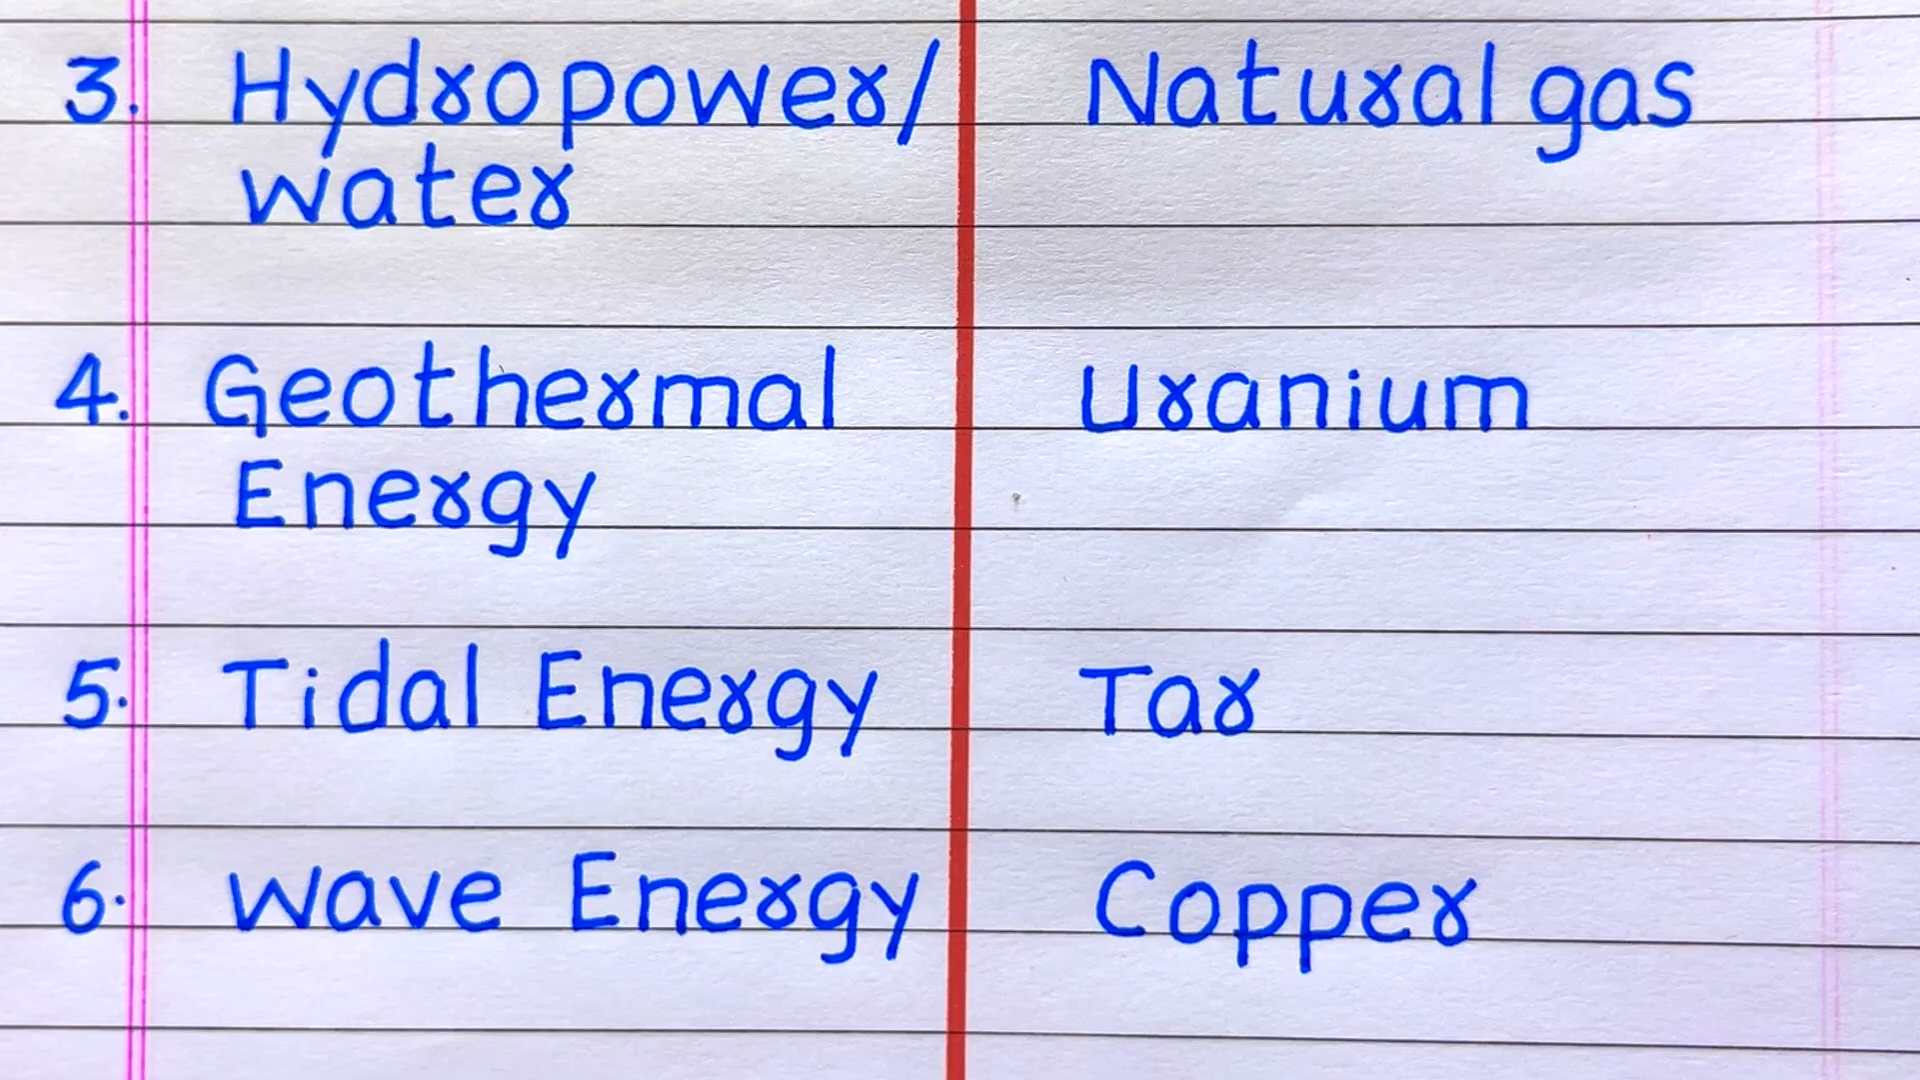 3. Hydropower/ Natural gas
water
4. Geothermal Uranium
Energy
5. Tidal Energy Tar
6. Wave Energy Copper